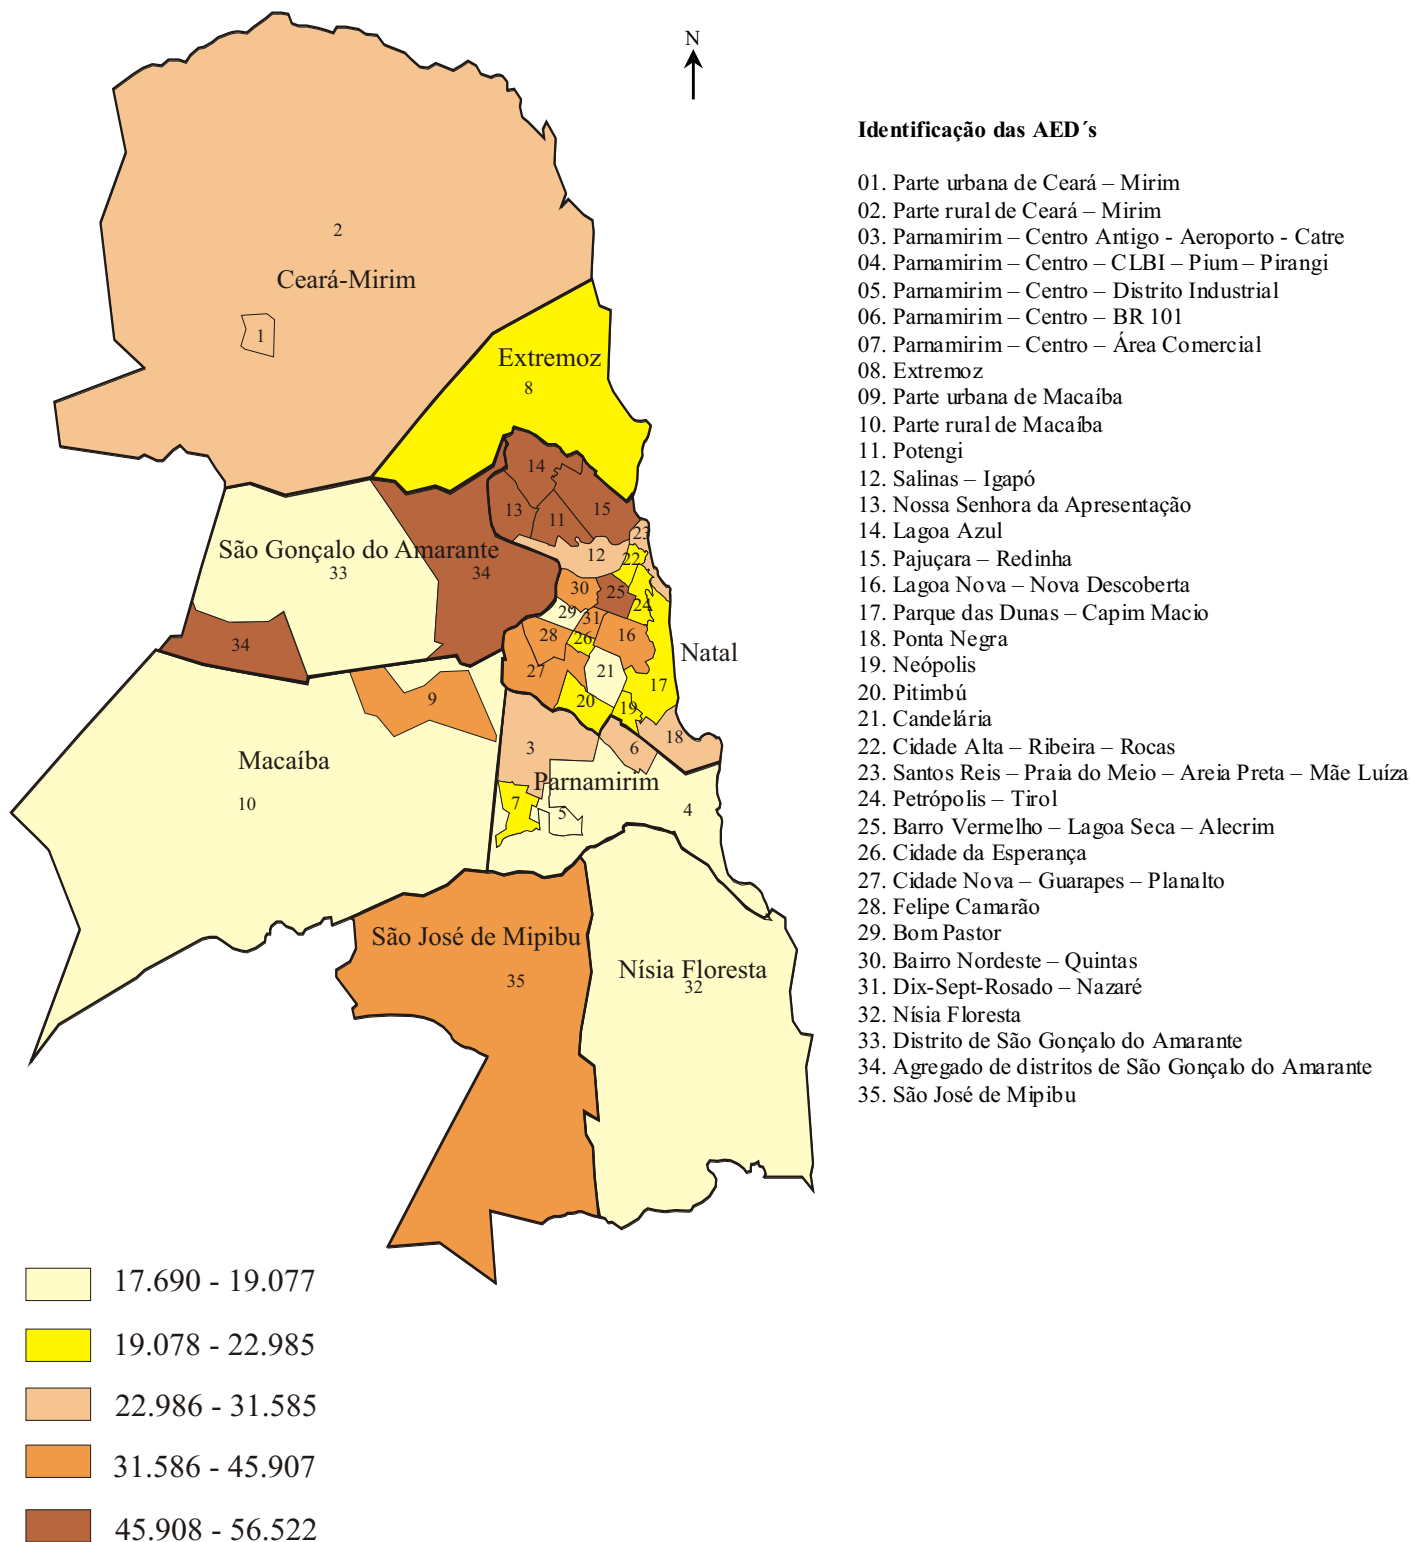 N
2
Ceará-Mirim
1
Extremoz
8
14
13
11
15
São Gonçalo do Amarante
33
34
12
23
22
30
25
24
29
31
28
26
16
34
27
21
Natal
17
9
20
19
18
3
6
Macaíba
Parnamirim
10
7
5
4
São José de Mipibu
35
Nísia Floresta
32
Identificação das AED´s
01. Parte urbana de Ceará – Mirim
02. Parte rural de Ceará – Mirim
03. Parnamirim – Centro Antigo - Aeroporto - Catre
04. Parnamirim – Centro – CLBI – Pium – Pirangi
05. Parnamirim – Centro – Distrito Industrial
06. Parnamirim – Centro – BR 101
07. Parnamirim – Centro – Área Comercial
08. Extremoz
09. Parte urbana de Macaíba
10. Parte rural de Macaíba
11. Potengi
12. Salinas – Igapó
13. Nossa Senhora da Apresentação
14. Lagoa Azul
15. Pajuçara – Redinha
16. Lagoa Nova – Nova Descoberta
17. Parque das Dunas – Capim Macio
18. Ponta Negra
19. Neópolis
20. Pitimbú
21. Candelária
22. Cidade Alta – Ribeira – Rocas
23. Santos Reis – Praia do Meio – Areia Preta – Mãe Luíza
24. Petrópolis – Tirol
25. Barro Vermelho – Lagoa Seca – Alecrim
26. Cidade da Esperança
27. Cidade Nova – Guarapes – Planalto
28. Felipe Camarão
29. Bom Pastor
30. Bairro Nordeste – Quintas
31. Dix-Sept-Rosado – Nazaré
32. Nísia Floresta
33. Distrito de São Gonçalo do Amarante
34. Agregado de distritos de São Gonçalo do Amarante
35. São José de Mipibu
17.690 - 19.077
19.078 - 22.985
22.986 - 31.585
31.586 - 45.907
45.908 - 56.522